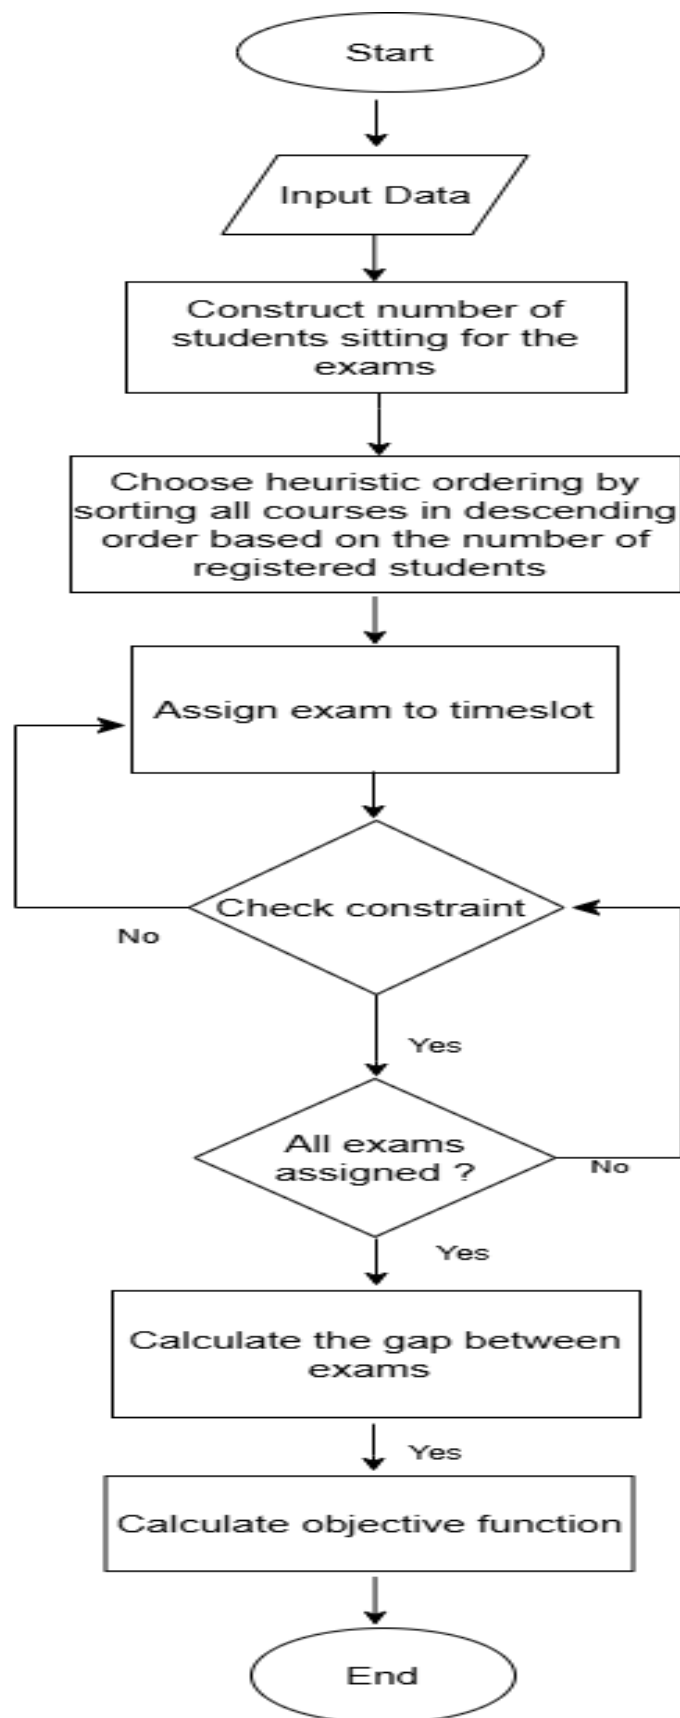 Start
Input Data
Construct number of
students sitting for the
exams
Choose heuristic ordering by
sorting all courses in descending
order based on the number of
registered students
Assign exam to timeslot
Check constraint
No
Yes
All exams
assigned ?
No
Yes
Calculate the gap between
exams
Yes
Calculate objective function
End